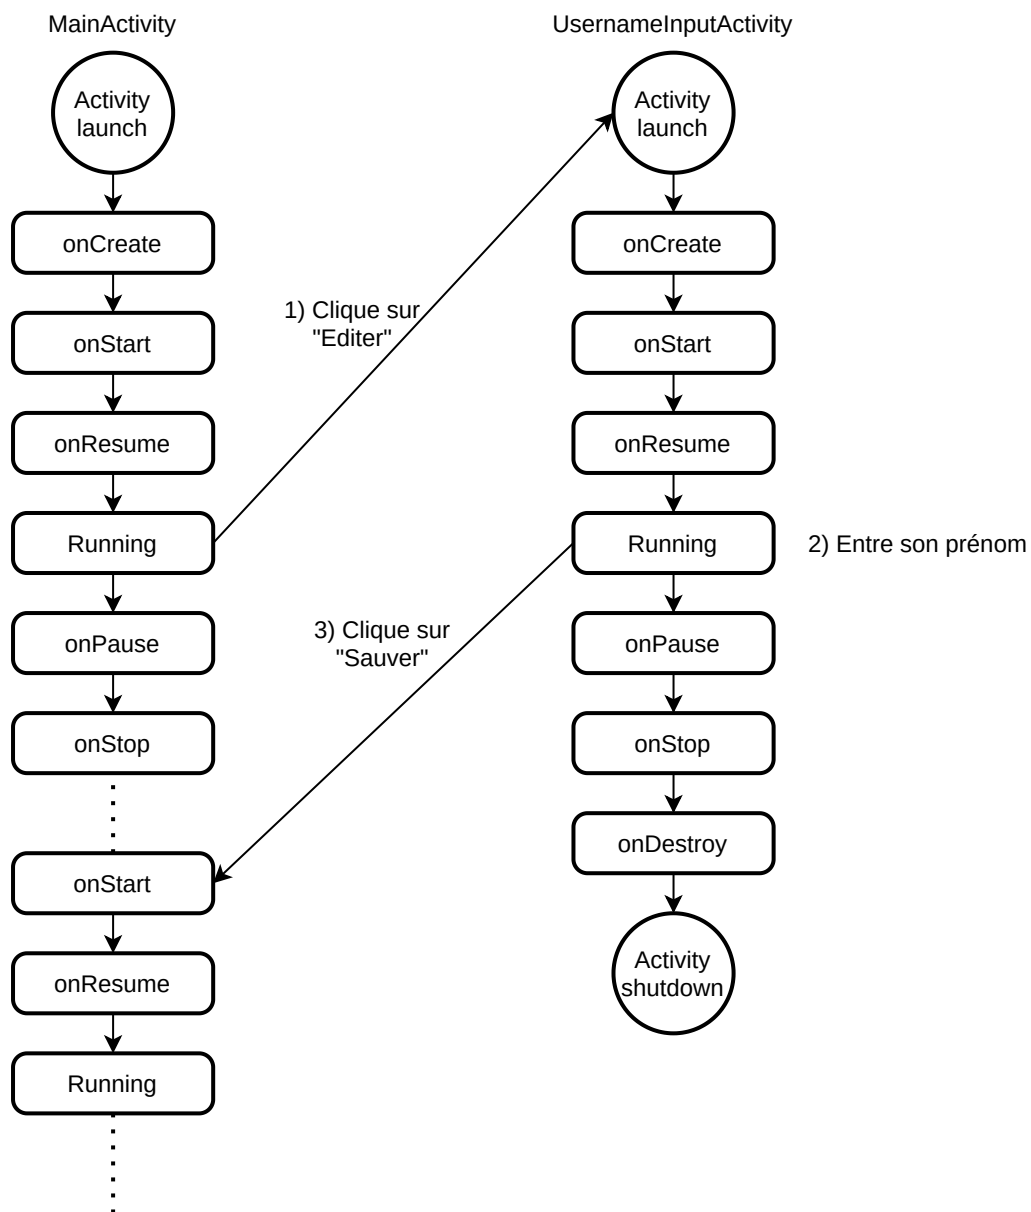 MainActivity
Activity
launch
onCreate
onStart
onResume
Running
onPause
onStop
onStart
onResume
Running
1) Clique sur
"Editer"
3) Clique sur
"Sauver"
UsernameInputActivity
Activity
launch
onCreate
onStart
onResume
Running
2) Entre son prénom
onPause
onStop
onDestroy
Activity
shutdown